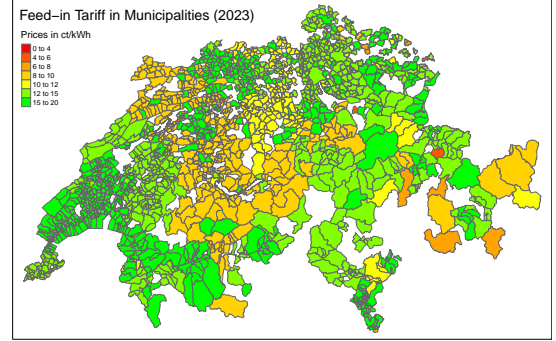 Feed-in Tariff in Municipalities (2023)
Prices in ct/kWh
0 to 4
4 to 6
6 to 8
8 to 10
10 to 12
12 to 15
15 to 20